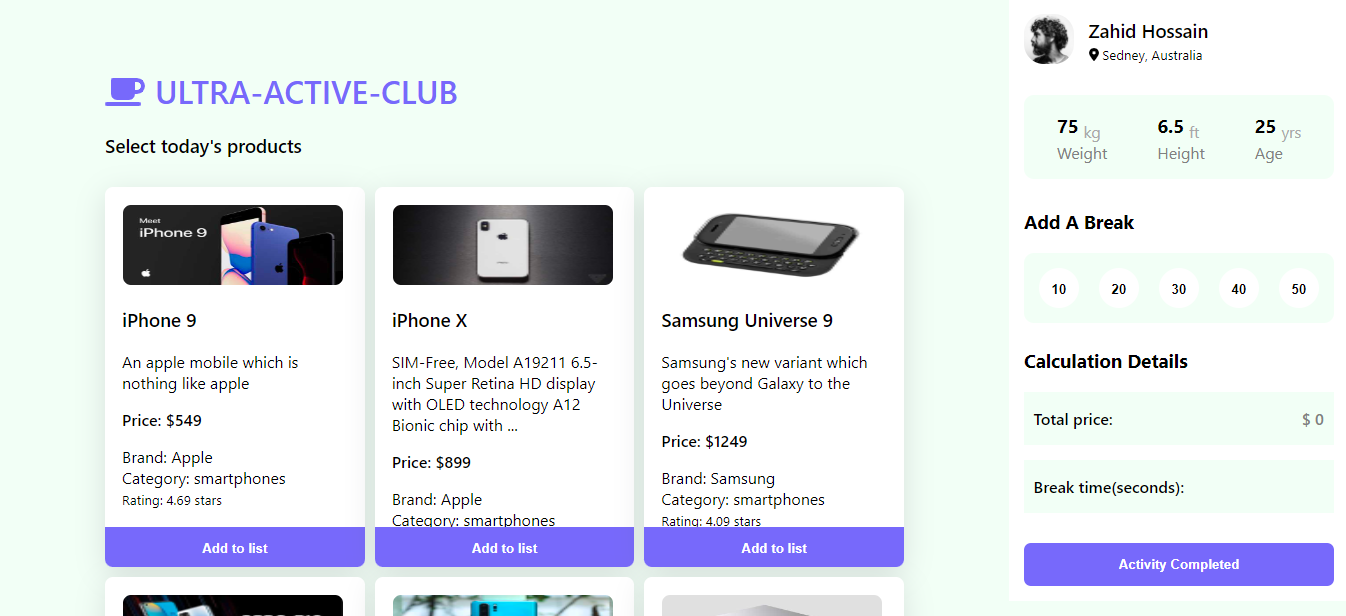 ULTRA-ACTIVE-CLUB
Select today's products
Meet
iPhone 9
iPhone 9
An apple mobile which is
nothing like apple
Price: $549
Brand: Apple
Category: smartphones
Rating: 4.69 stars
Add to list
iPhone X
SIM-Free, Model A19211 6.5-
inch Super Retina HD display
with OLED technology A12
Bionic chip with ...
Price: $899
Brand: Apple
Category: smartphones
Add to list
Samsung Universe 9
Samsung's new variant which
goes beyond Galaxy to the
Universe
Price: $1249
Brand: Samsung
Category: smartphones
Rating: 4.09 stars
Add to list
Zahid Hossain
Sedney, Australia
75 kg
Weight
6.5 ft
Height
25 yrs
Age
Add A Break
10 20 30 40 50
Calculation Details
Total price: $ 0
Break time(seconds):
Activity Completed